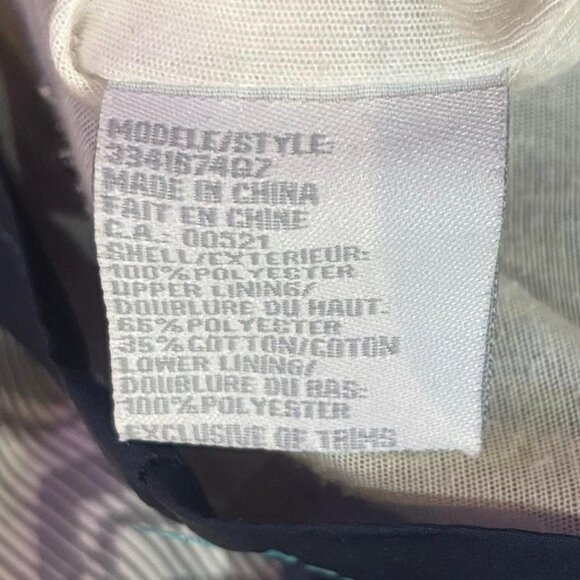 MODELE/STYLE:
334187407
MADE IN CHINA
FAIT EN CHINE
C.A.: 00521
SHELL/EXTERIEUR:
100%POLYESTER
UPPER LINING/
DOUBLURE DU HAUT:
65%POLYESTER
35%COTTON/COTON
LOWER LINING/
DOUBLURE DU BAS:
100%POLYESTER
EXCLUSIVE OF TRIMS